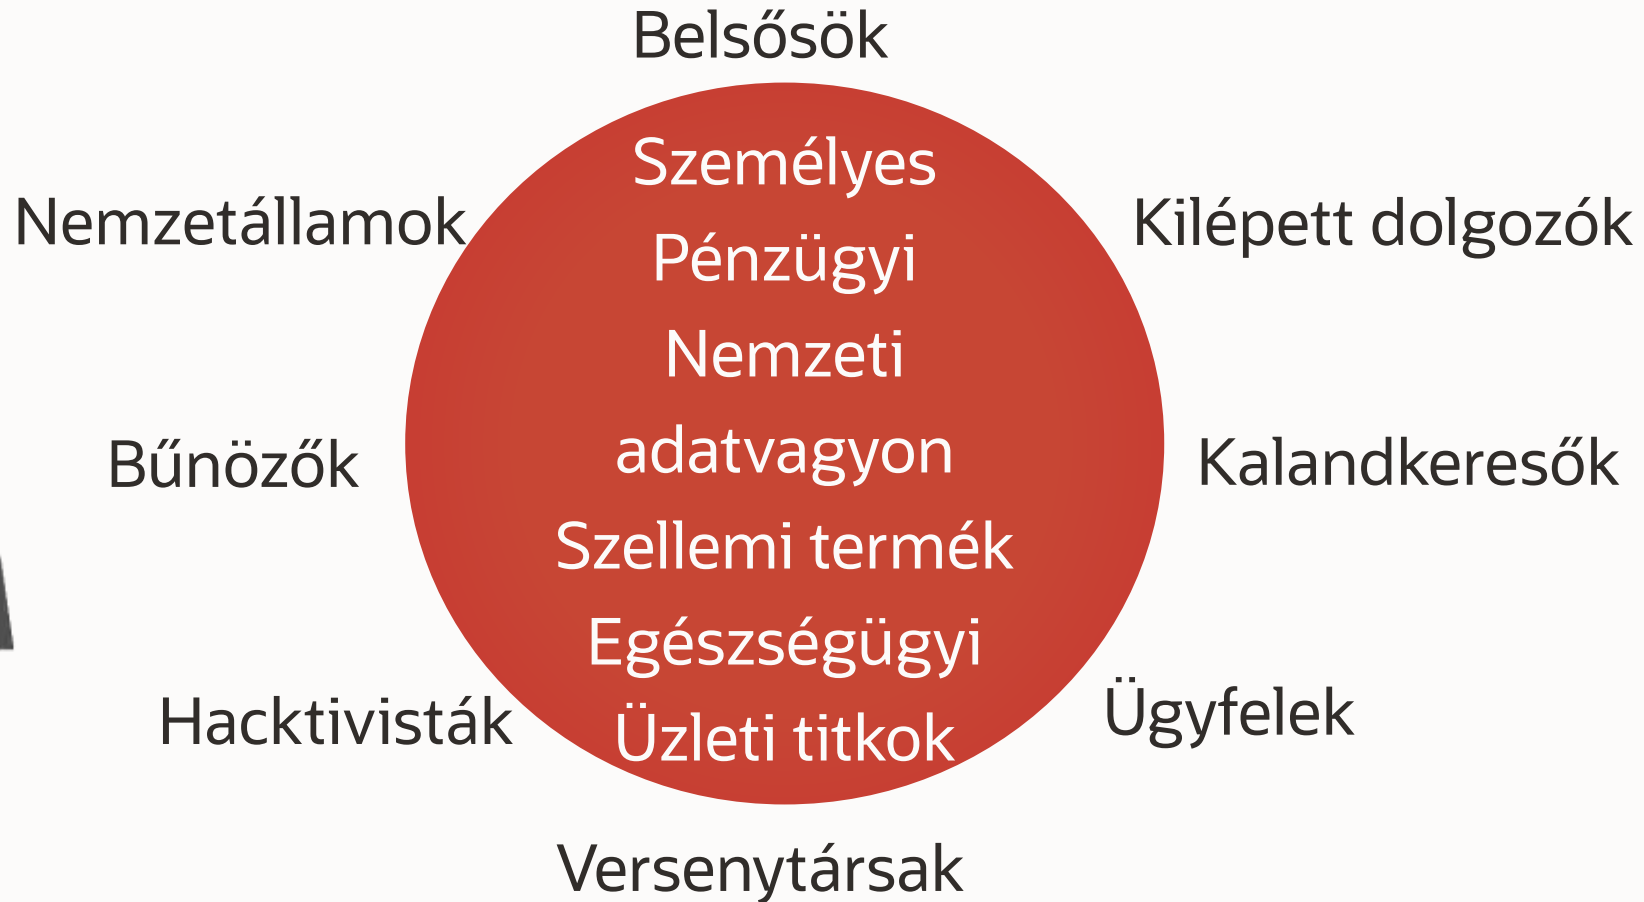 Belsősök
Személyes
Nemzetállamok
Kilépett dolgozók
Pénzügyi
Nemzeti
adatvagyon
Bűnözők
Kalandkeresők
Szellemi termék
Egészségügyi
Hacktivisták
Üzleti titkok
Ügyfelek
Versenytársak